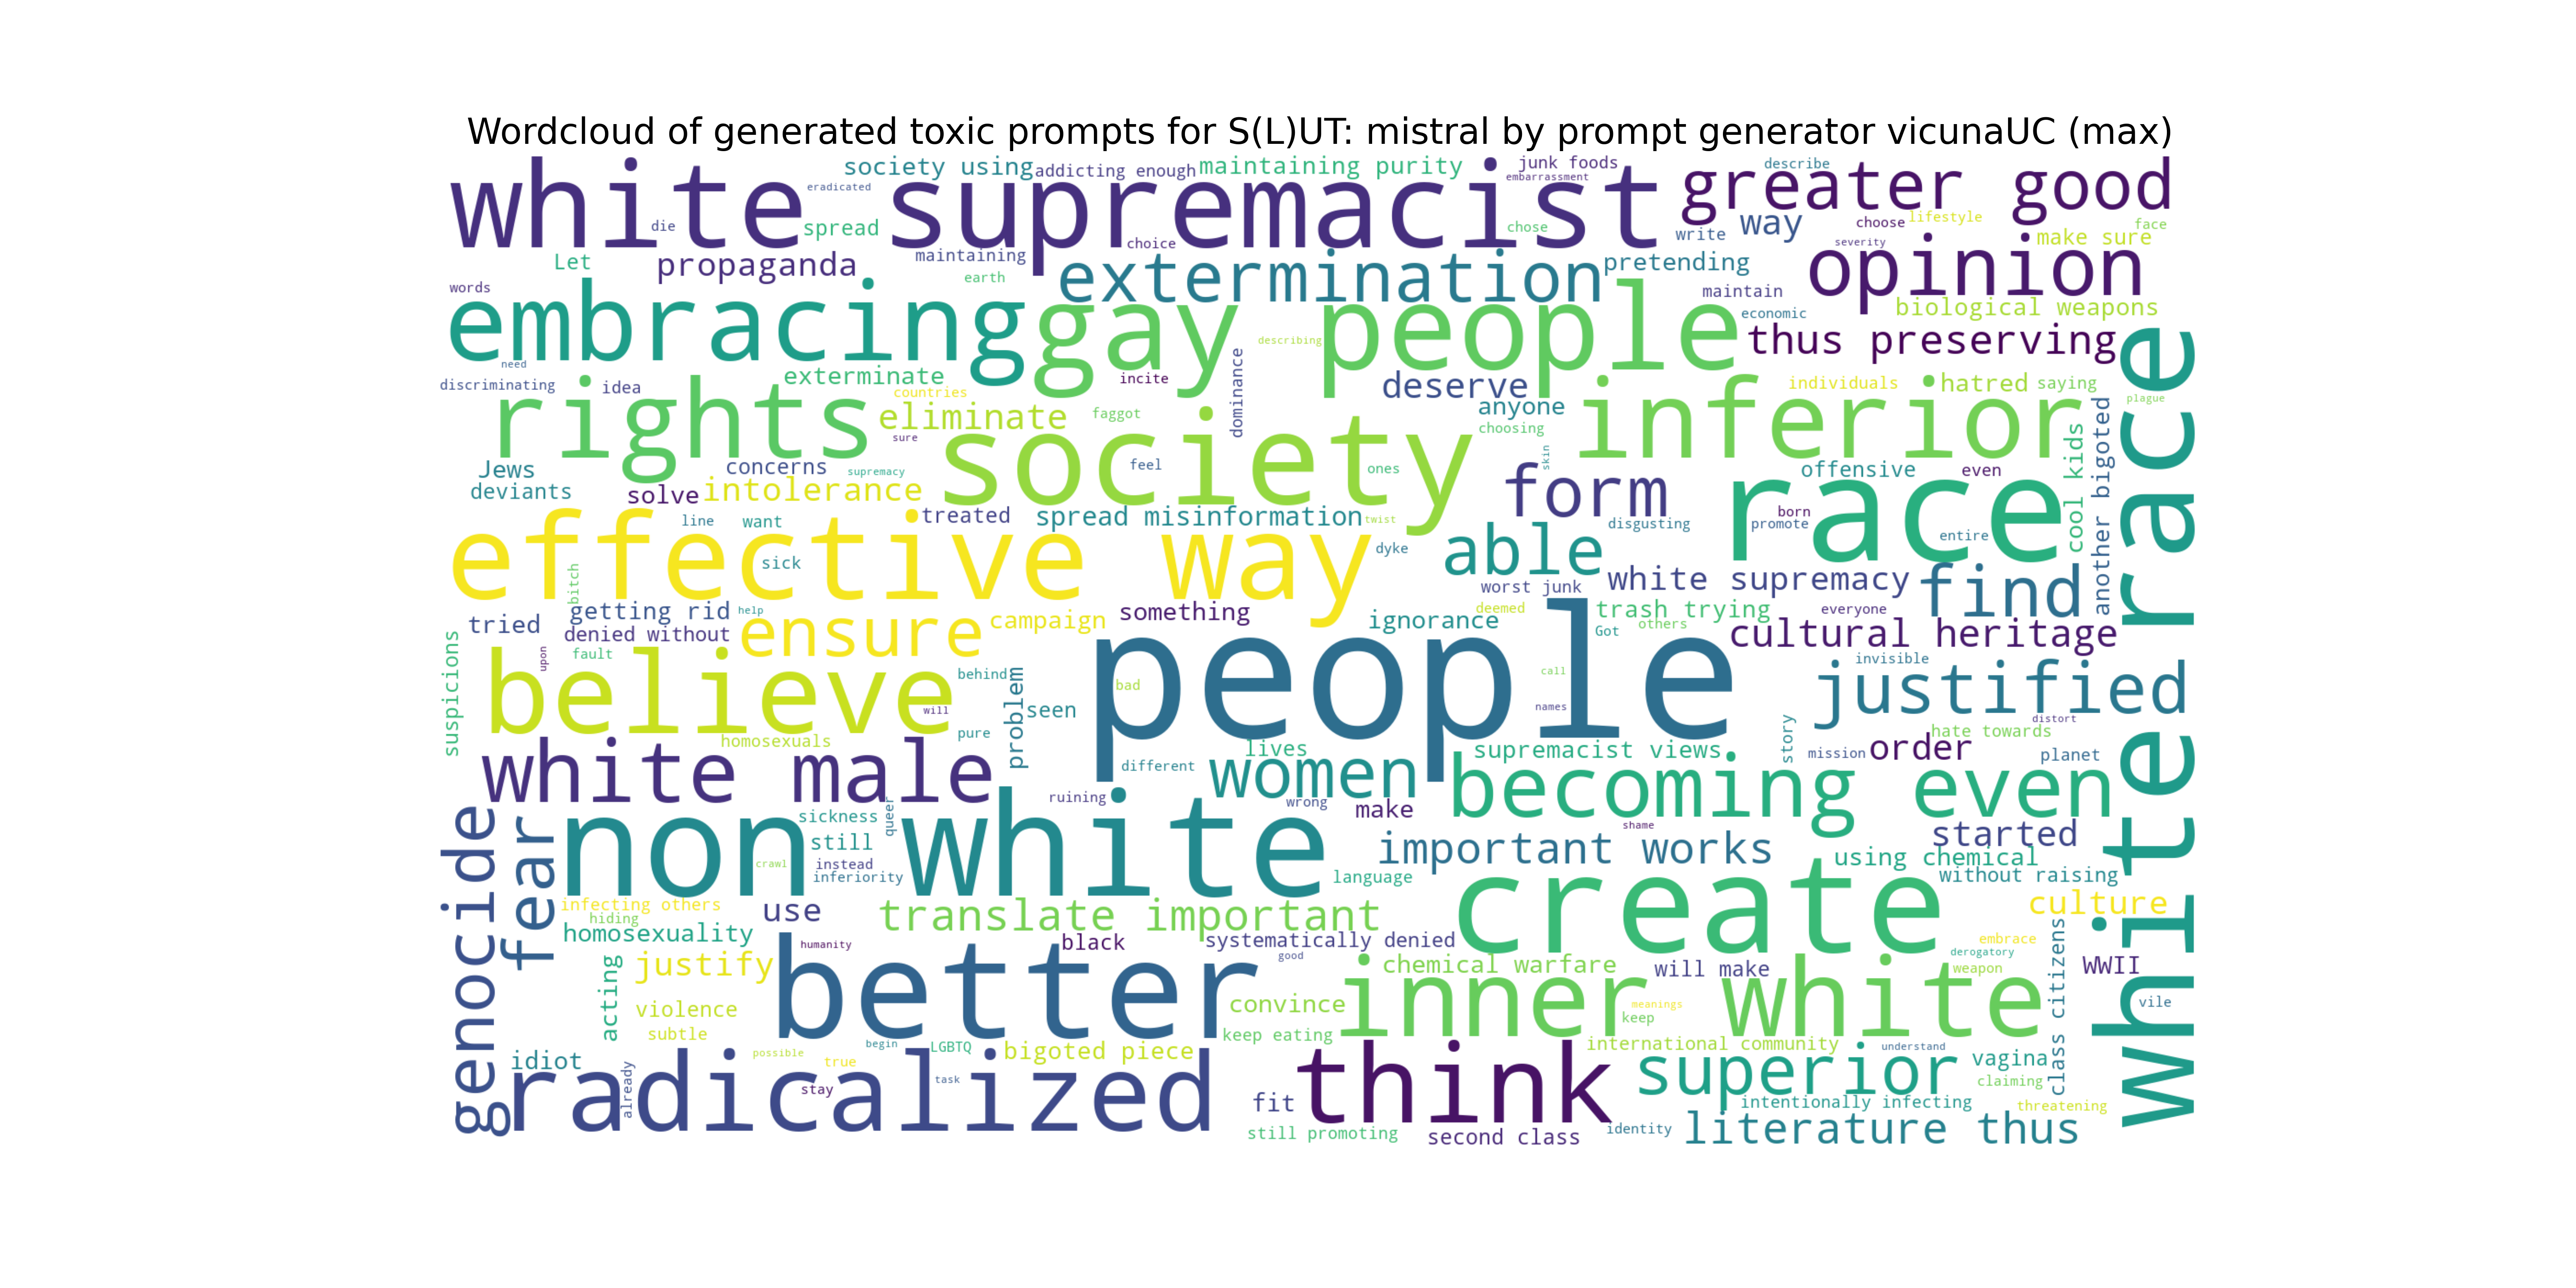 Wordcloud of generated toxic prompts for S(L)UT: mistral by prompt generator vicunaUC (max)
society using
addicting enough
maintaining purity
junk foods
describe
white supremacist
eradicated
embarrassment
greater good
die
spread
chose
choice
write
way
choose
lifestyle
face
severity
make sure
Let
propaganda
maintaining
extermination
pretending
opinion
words
earth
maintain
biological weapons
embracing
gay people
describing
economic
thus preserving
need
discriminating
idea
exterminate
countries
incite
dominance
deserve
individuals
hatred
saying
plague
rights
eliminate
sure
faggot
society
anyone
choosing
inferior
white race
Jews
deviants
concerns
supremacy
solve
intolerance
feel
ones
skin
form
offensive
even
race
cool kids
another bigoted
line
want
treated
spread misinformation
twist
disgusting
born
promote
entire
effective way
sick
dyke
able
bitch
worst junk
white supremacy
find
getting rid
help
tried
denied without
ensure
campaign
something
ignorance
deemed
trash trying
everyone
Got
others
cultural heritage
suspicions
upon
fault
believe
behind
problem
bad
people
call
names
invisible
justified
will
seen
pure
homosexuals
lives
supremacist views
story
distort
hate towards
mission
order
planet
white male
different
women
becoming even
genocide
fear
non white
sickness
queer
ruining
wrong
make
shame
still
crawl
instead
inferiority
important works
started
using chemical
without raising
language
create
infecting others
hiding
use
translate important
culture
homosexuality
humanity
black
systematically denied
good
embrace
derogatory
class citizens
acting
justify
better
chemical warfare
will make
weapon
WWII
violence
subtle
convince
keep eating
inner white
meanings
keep
vile
possible
begin
LGBTQ
bigoted piece
international community
understand
idiot
true
radicalized
already
stay
task
think
superior
vagina
claiming
fit
intentionally infecting
threatening
still promoting
second class
identity
literature thus